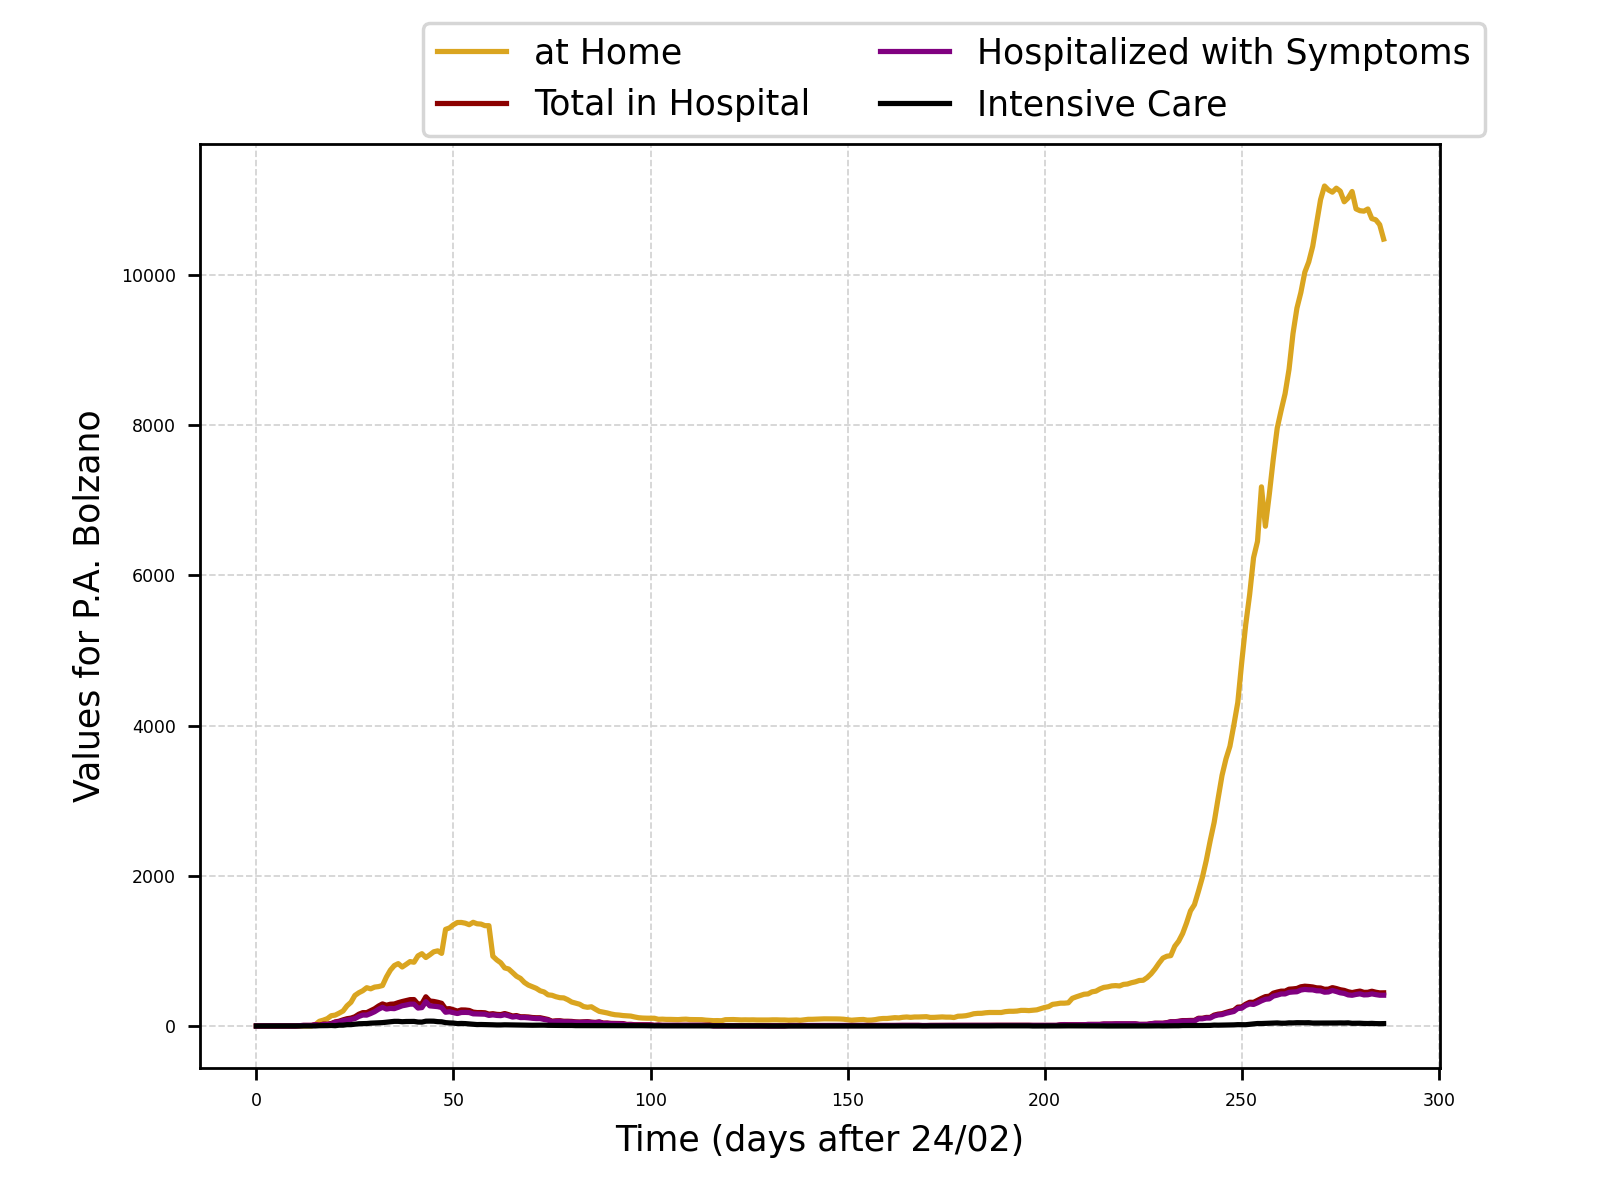 at Home
Hospitalized with Symptoms
Total in Hospital
Intensive Care
Values for P.A. Bolzano
10000
8000
6000
4000
2000
0
0 50 100 150 200 250 300
Time (days after 24/02)